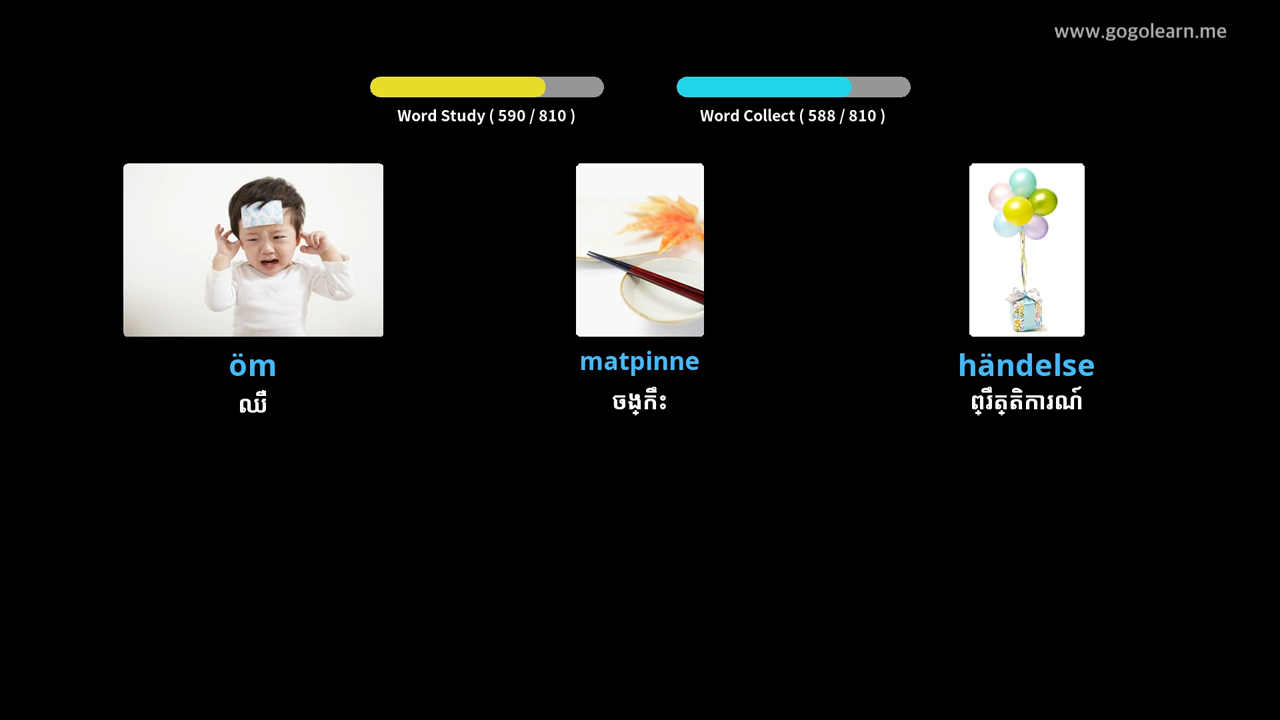 www.gogolearn.me
Word Study ( 590 / 810 )
Word Collect ( 588 / 810 )
öm
matpinne
händelse
ឈឺ
ចង្កឹះ
ព្រឹត្តិការណ៍